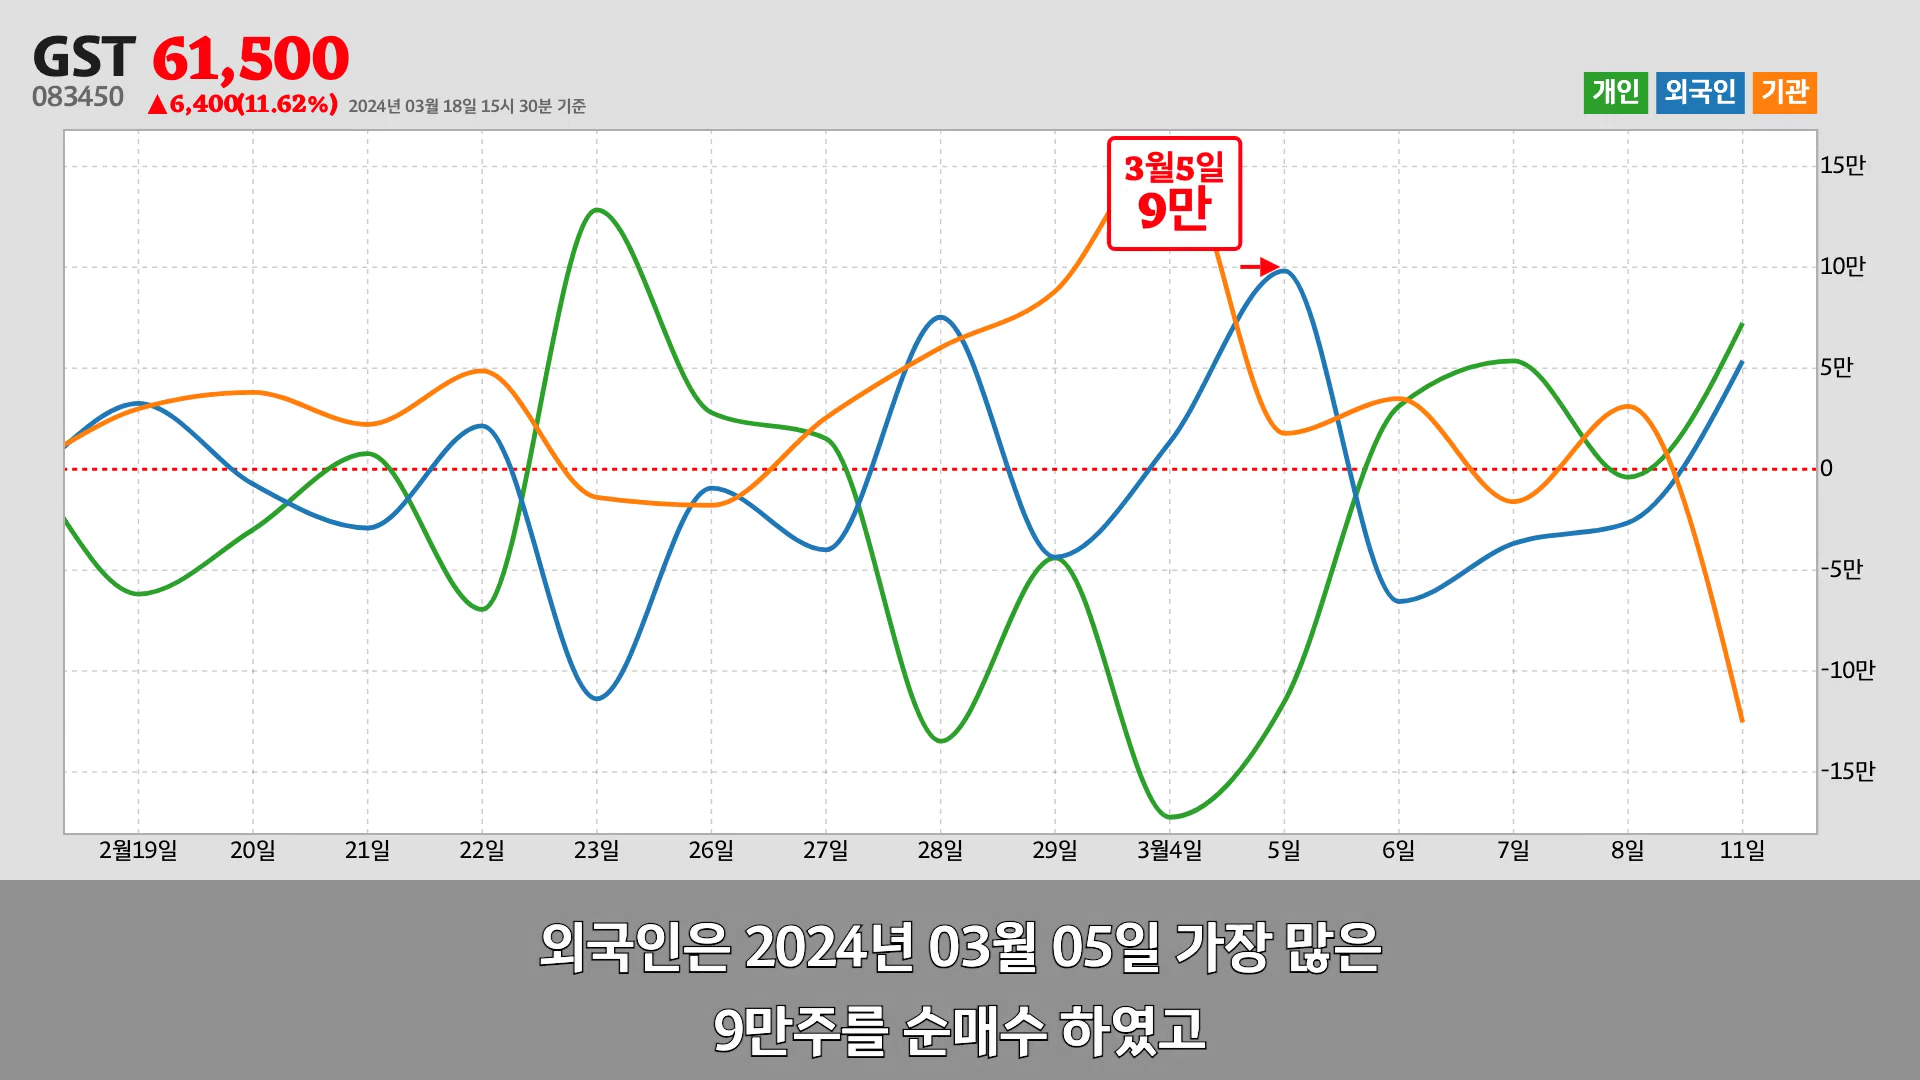 GST 61,500
083450
▲6,400(11.62%) 2024년 03월 18일 15시 30분 기준
개인 외국인 기관
3월5일
9만
15만
10만
5만
0
-5만
-10만
-15만
2월19일 20일 21일 22일 23일 26일 27일 28일 29일 3월4일 5일 6일 7일 8일 11일
외국인은 2024년 03월 05일 가장 많은
9만주를 순매수 하였고